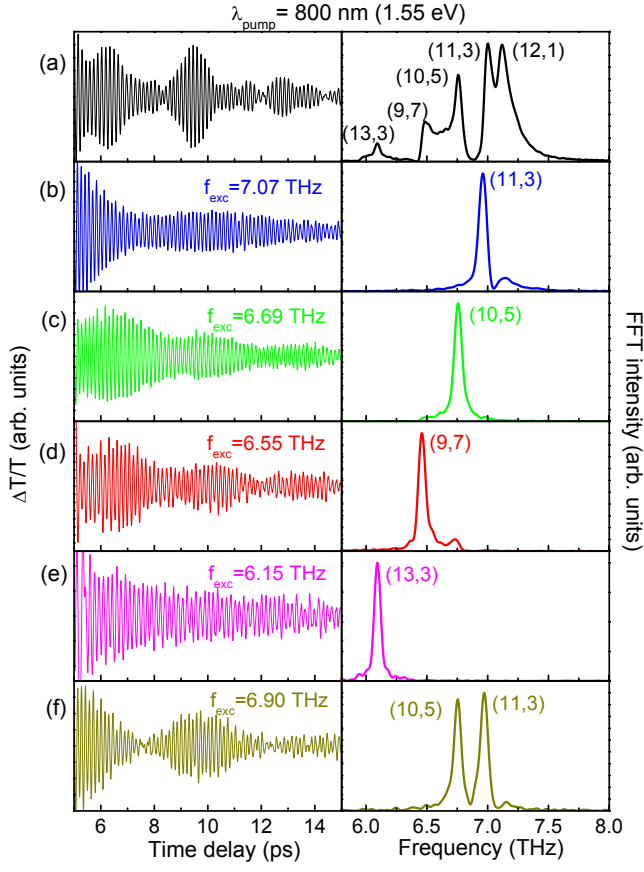 λpump = 800 nm (1.55 eV)
(a)
(11,3)
(12,1)
(10,5)
(9,7)
(13,3)
(b)
fexc=7.07 THz
(11,3)
(c)
fexc=6.69 THz
(10,5)
(d)
fexc=6.55 THz
(9,7)
(e)
fexc=6.15 THz
(13,3)
(f)
fexc=6.90 THz
(10,5)
(11,3)
ΔT/T (arb. units)
FFT intensity (arb. units)
6 8 10 12 14
6.0 6.5 7.0 7.5 8.0
Time delay (ps)
Frequency (THz)